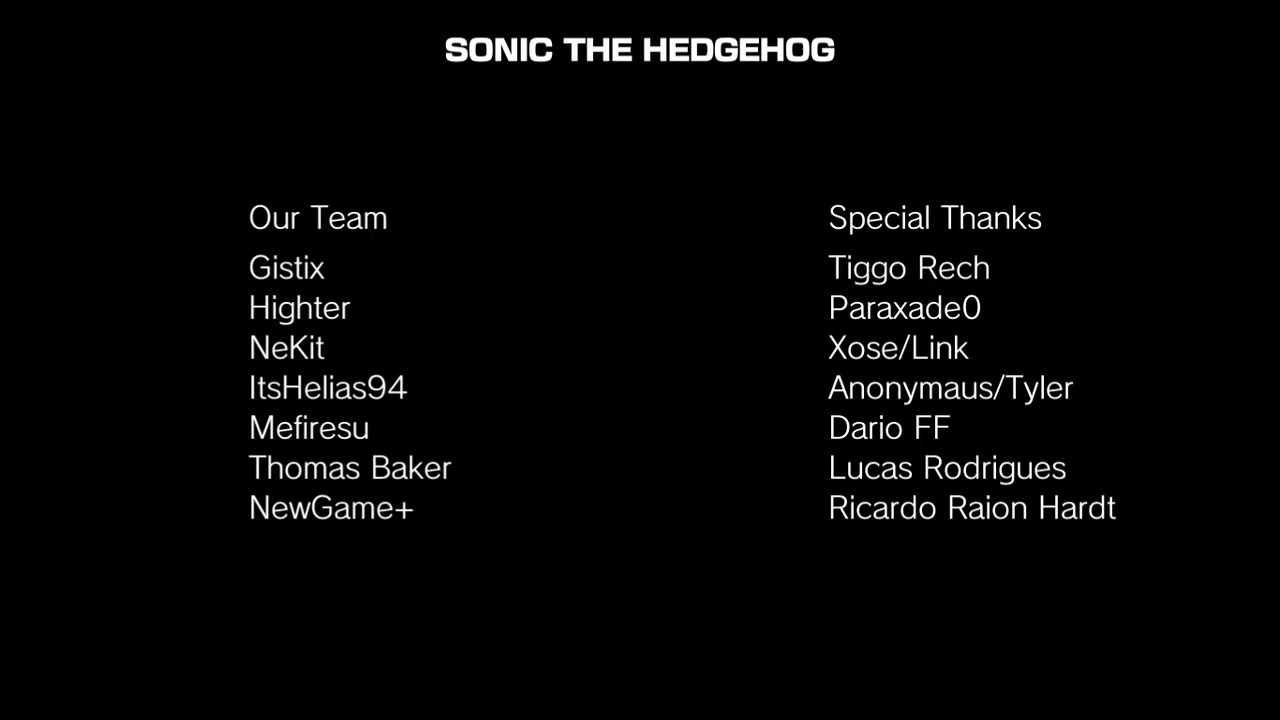 SONIC THE HEDGEHOG
Our Team
Gistix
Highter
NeKit
ItsHelias94
Mefiresu
Thomas Baker
NewGame+
Special Thanks
Tiggo Rech
Paraxade0
Xose/Link
Anonymaus/Tyler
Dario FF
Lucas Rodrigues
Ricardo Raion Hardt